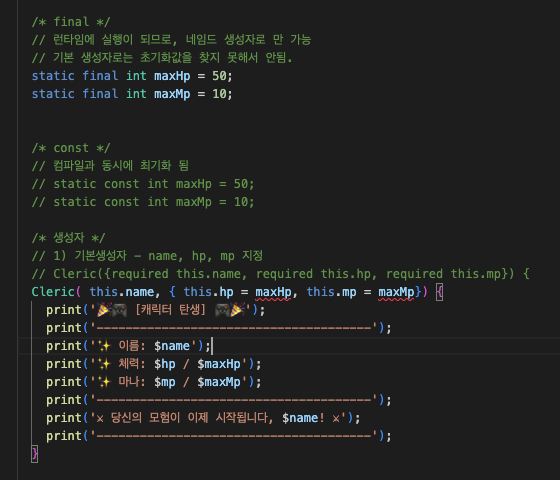 /* final */
// 런타임에 실행이 되므로, 네임드 생성자로 만 가능
// 기본 생성자로는 초기화값을 찾지 못해서 안됨.
static final int maxHp = 50;
static final int maxMp = 10;
/* const */
// 컴파일과 동시에 최기화 됨
// static const int maxHp = 50;
// static const int maxMp = 10;
/* 생성자 */
// 1) 기본생성자 - name, hp, mp 지정
// Cleric({required this.name, required this.hp, required this.mp}) {
Cleric( this.name, { this.hp = maxHp, this.mp = maxMp}) {
print('🎉🎮 [캐릭터 탄생] 🎮🎉');
print('--------------------------------------');
print('✨ 이름: $name');
print('✨ 체력: $hp / $maxHp');
print('✨ 마나: $mp / $maxMp');
print('--------------------------------------');
print('⚔ 당신의 모험이 이제 시작됩니다, $name! ⚔');
print('--------------------------------------');
}